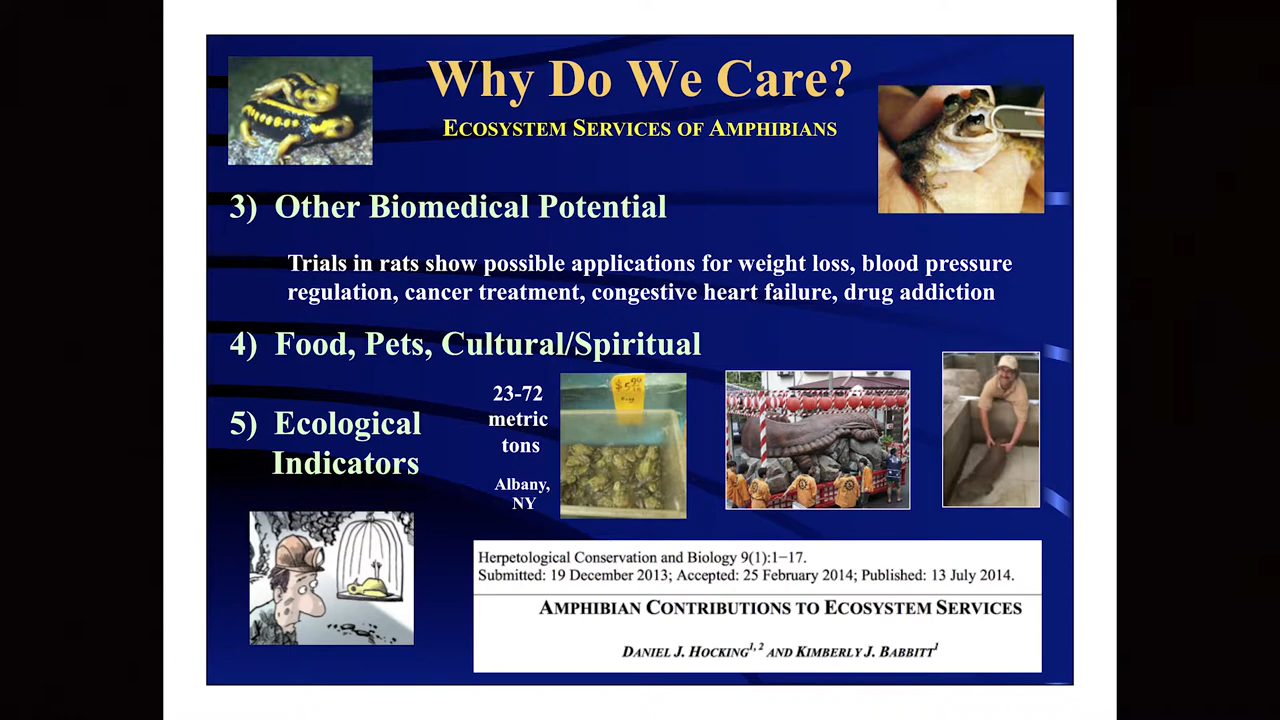 Why Do We Care?
ECOSYSTEM SERVICES OF AMPHIBIANS
3) Other Biomedical Potential
Trials in rats show possible applications for weight loss, blood pressure
regulation, cancer treatment, congestive heart failure, drug addiction
4) Food, Pets, Cultural/Spiritual
5) Ecological
Indicators
23-72
metric
tons
Albany,
NY
Herpetological Conservation and Biology 9(1):1–17.
Submitted: 19 December 2013; Accepted: 25 February 2014; Published: 13 July 2014.
AMPHIBIAN CONTRIBUTIONS TO ECOSYSTEM SERVICES
DANIEL J. HOCKING1, 2 AND KIMBERLY J. BABBITT1